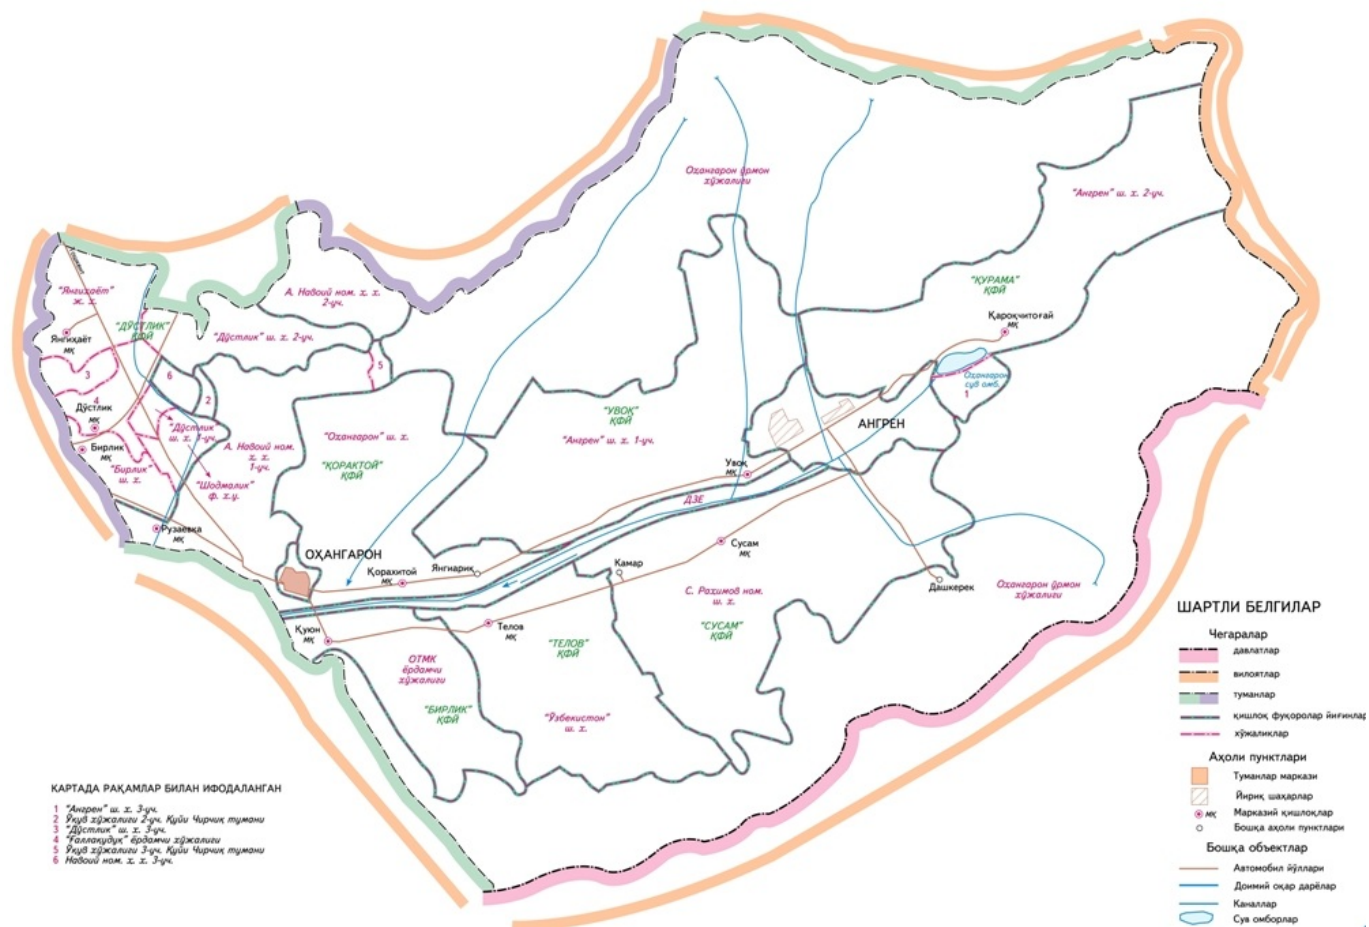 Охангарон ўрмон
хўжалиги
"Ангрен" ш. х. 2-уч.
"ҚУРАМА"
ҚФЙ
Қароқчитоғай
МҚ
А. Навоий ном. х. х.
2-уч.
"Янгиҳаёт"
ж. х.
"ДЎСТЛИК"
ҚФЙ
"Дўстлик" ш. х. 2-уч.
Янгиҳаёт
МҚ
3
6
5
4
2
Дўстлик
МҚ
"Дўстлик"
ш. х. 1-уч.
Бирлик
МҚ
"Бирлик"
ш. х.
А. Навоий ном.
х. х.
1-уч.
"Шодмалик"
ф. х.у.
"Оҳангарон" ш. х.
"ҚОРАКТОЙ"
ҚФЙ
"УВОҚ"
ҚФЙ
"Ангрен" ш. х. 1-уч.
Оҳангарон
сув омб.
1
АНГРЕН
Увоқ
МҚ
ДЗЕ
Рузаевка
МҚ
ОҲАНГАРОН
Қорахитой
МҚ
Янгиариқ
Камар
Сусам
МҚ
Дашкерек
Оҳангарон ўрмон
хўжалиги
С. Раҳимов ном.
ш. х.
"СУСАМ"
ҚФЙ
Қуюн
МҚ
Телов
МҚ
"ТЕЛОВ"
ҚФЙ
ОТМК
ёрдамчи
хўжалиги
"БИРЛИК"
ҚФЙ
"Ўзбекистон"
ш. х.
КАРТАДА РАҚАМЛАР БИЛАН ИФОДАЛАНГАН
1 "Ангрен" ш. х. 3-уч.
2 Ўқув хўжалиги 2-уч. Қуйи Чирчиқ тумани
3 "Дўстлик" ш. х. 3-уч.
4 "Ғаллакудуқ" ёрдамчи хўжалиги
5 Ўқув хўжалиги 3-уч. Қуйи Чирчиқ тумани
6 Навоий ном. х. х. 3-уч.
ШАРТЛИ БЕЛГИЛАР
Чегаралар
давлатлар
вилоятлар
туманлар
қишлоқ фуқоролар йиғинлар
хўжаликлар
Аҳоли пунктлари
Туманлар маркази
Йириқ шаҳарлар
МҚ Марказий қишлоқлар
Бошқа аҳоли пунктлари
Бошқа объектлар
Автомобил йўллари
Доимий оқар дарёлар
Каналлар
Сув омборлар